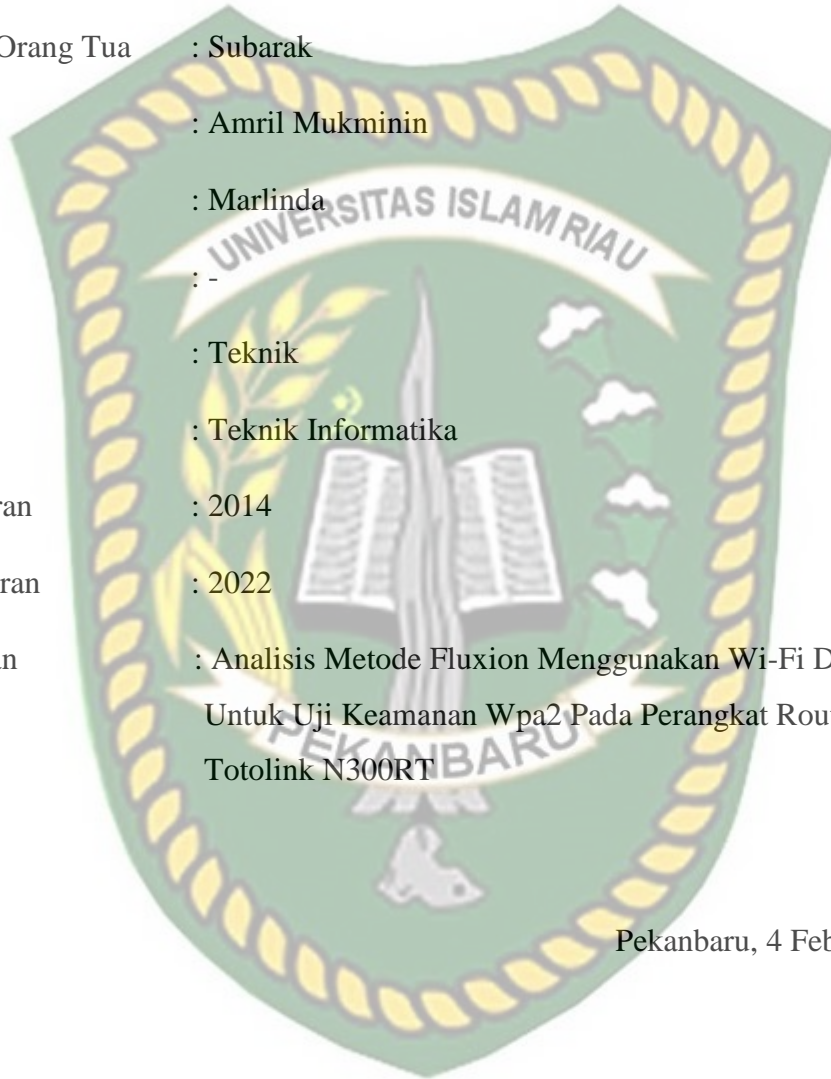 Orang Tua : Subarak
: Amril Mukminin
: Marlinda
UNIVERSITAS ISLAM RIAU
: -
: Teknik
: Teknik Informatika
ran : 2014
ran : 2022
an : Analisis Metode Fluxion Menggunakan Wi-Fi D
Untuk Uji Keamanan Wpa2 Pada Perangkat Rout
PEKANBARU
Totolink N300RT
Pekanbaru, 4 Feb